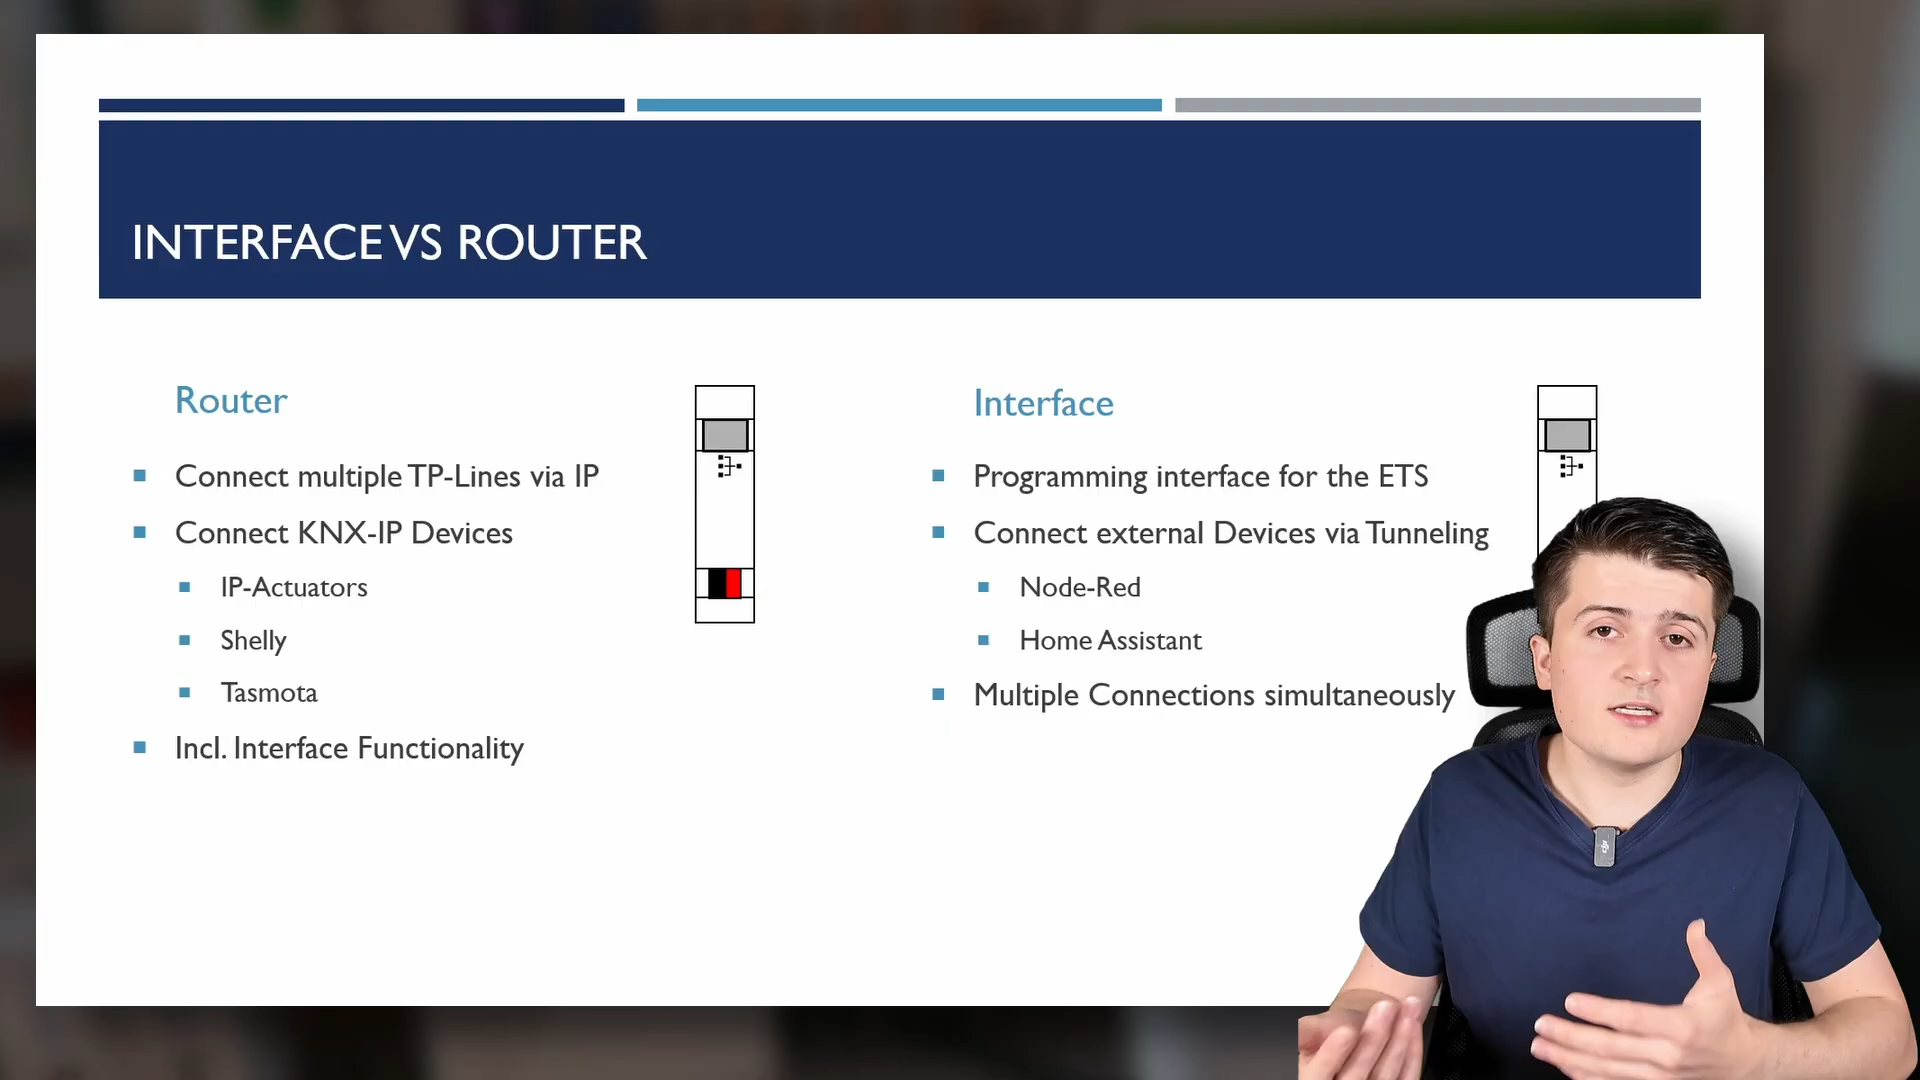 INTERFACE VS ROUTER
Router
Connect multiple TP-Lines via IP
Connect KNX-IP Devices
IP-Actuators
Shelly
Tasmota
Incl. Interface Functionality
Interface
Programming interface for the ETS
Connect external Devices via Tunneling
Node-Red
Home Assistant
Multiple Connections simultaneously
dji